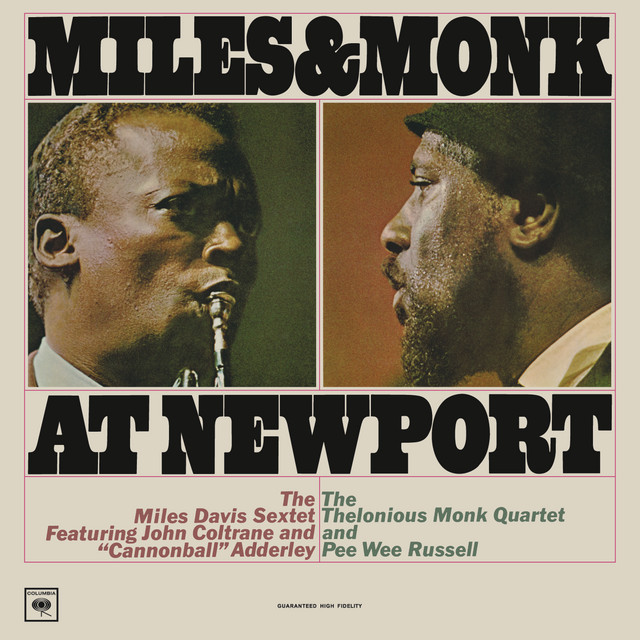 MILES&MONK
AT NEWPORT
The
Miles Davis Sextet
Featuring John Coltrane and
“Cannonball” Adderley
The
Thelonious Monk Quartet
and
Pee Wee Russell
COLUMBIA
GUARANTEED HIGH FIDELITY